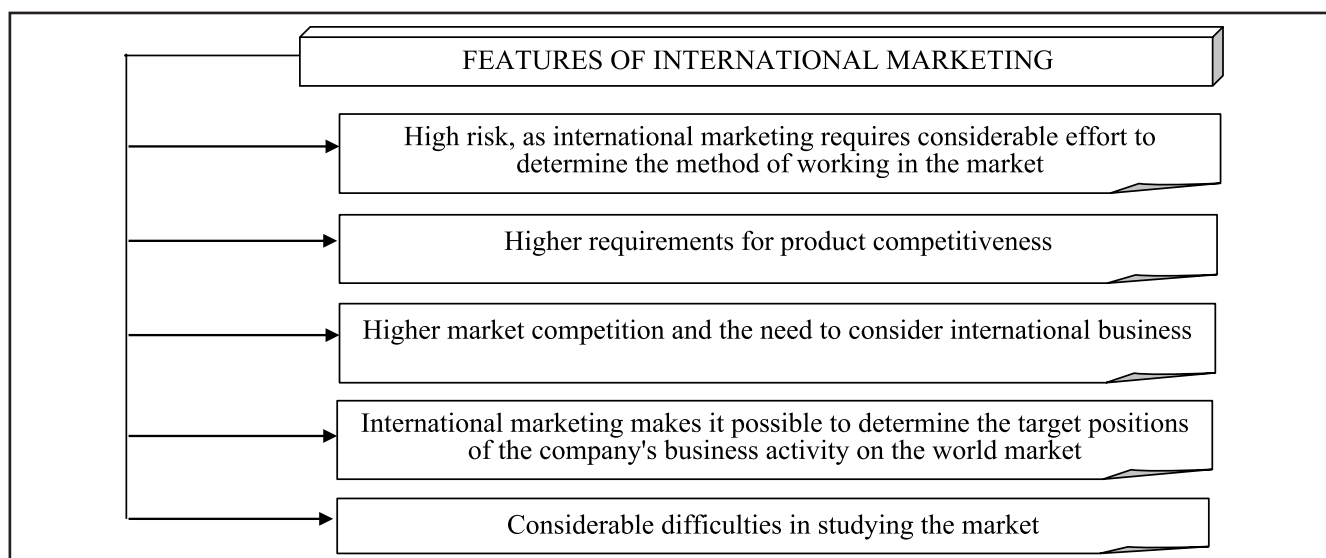 FEATURES OF INTERNATIONAL MARKETING
High risk, as international marketing requires considerable effort to
determine the method of working in the market
Higher requirements for product competitiveness
Higher market competition and the need to consider international business
International marketing makes it possible to determine the target positions
of the company's business activity on the world market
Considerable difficulties in studying the market